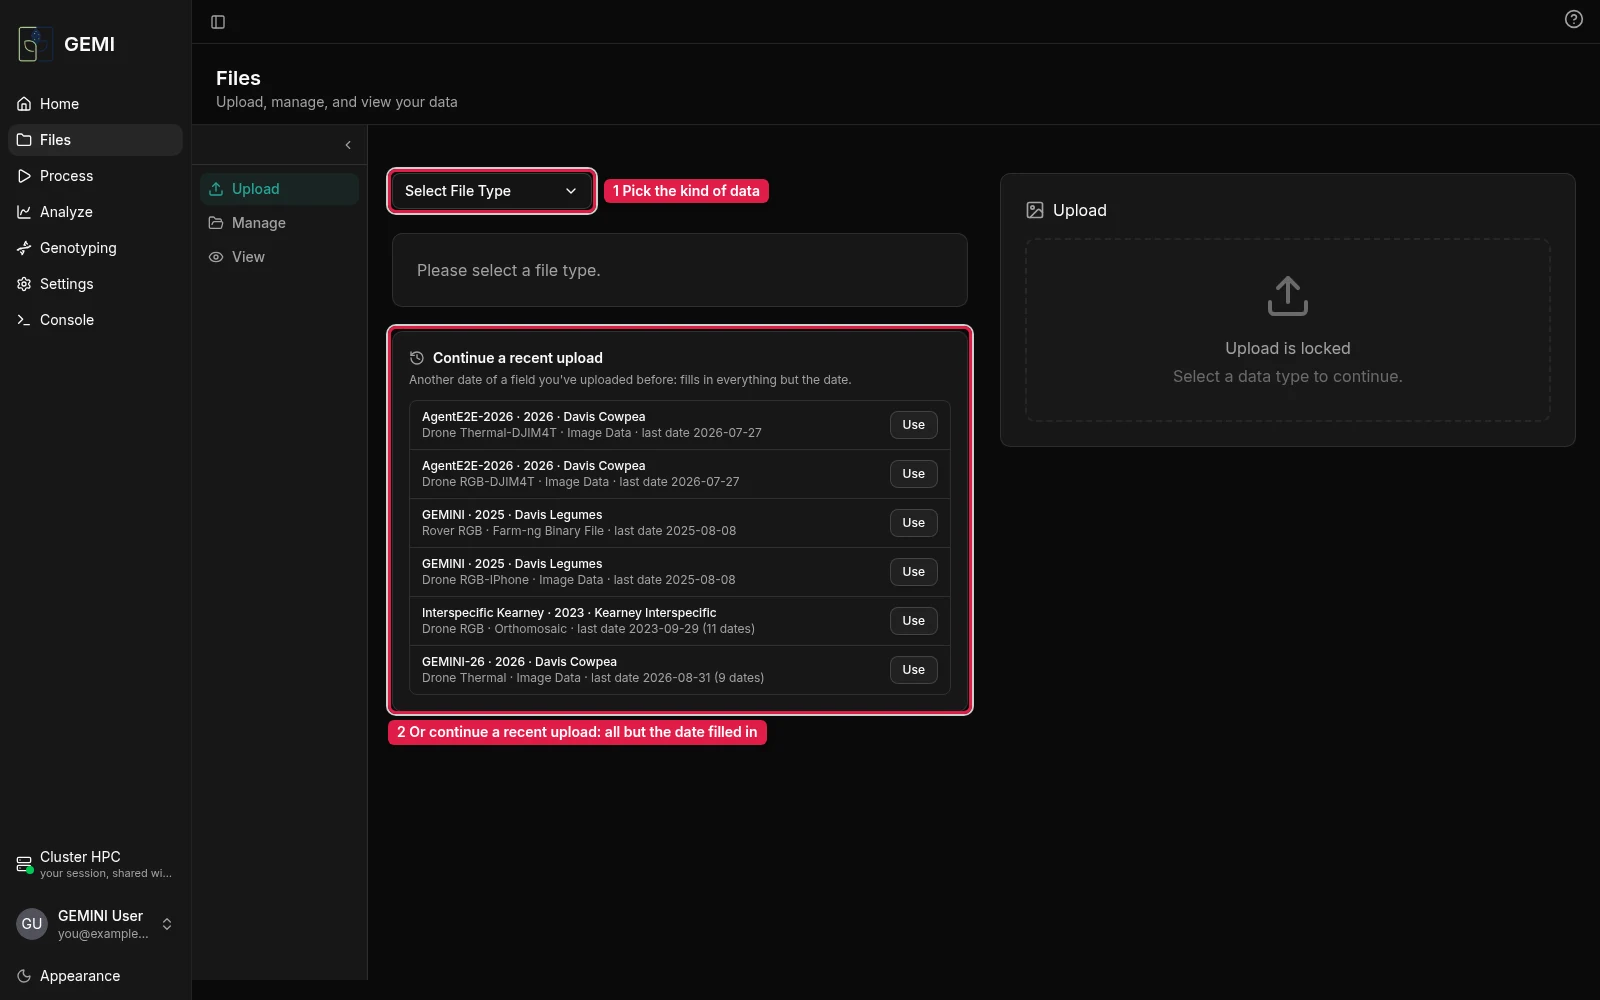 GEMI
Home
Files
Process
Analyze
Genotyping
Settings
Console
Cluster HPC
your session, shared wi...
GU
GEMINI User
you@example...
Appearance
Files
Upload, manage, and view your data
Upload
Manage
View
Select File Type
1 Pick the kind of data
Please select a file type.
Continue a recent upload
Another date of a field you've uploaded before: fills in everything but the date.
AgentE2E-2026 · 2026 · Davis Cowpea
Drone Thermal-DJIM4T · Image Data · last date 2026-07-27
Use
AgentE2E-2026 · 2026 · Davis Cowpea
Drone RGB-DJIM4T · Image Data · last date 2026-07-27
Use
GEMINI · 2025 · Davis Legumes
Rover RGB · Farm-ng Binary File · last date 2025-08-08
Use
GEMINI · 2025 · Davis Legumes
Drone RGB-IPhone · Image Data · last date 2025-08-08
Use
Interspecific Kearney · 2023 · Kearney Interspecific
Drone RGB · Orthomosaic · last date 2023-09-29 (11 dates)
Use
GEMINI-26 · 2026 · Davis Cowpea
Drone Thermal · Image Data · last date 2026-08-31 (9 dates)
Use
2 Or continue a recent upload: all but the date filled in
Upload
Upload is locked
Select a data type to continue.